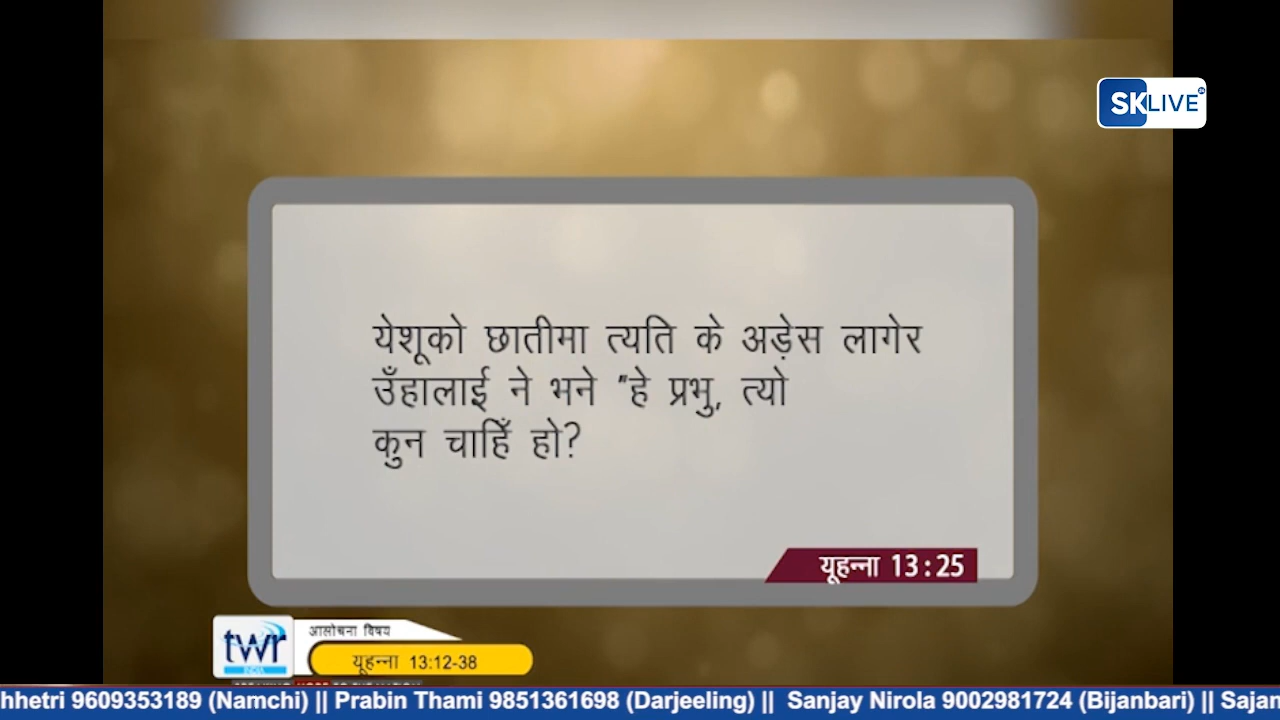 SKLIVE
येशूको छातीमा त्यति के अड़ेस लागेर
उँहालाई ने भने "हे प्रभु, त्यो
कुन चाहिँ हो?
यूहन्ना 13:25
twr
INDIA
आलोचना विषय
यूहन्ना 13:12-38
hhetri 9609353189 (Namchi) || Prabin Thami 9851361698 (Darjeeling) || Sanjay Nirola 9002981724 (Bijanbari) || Sajan